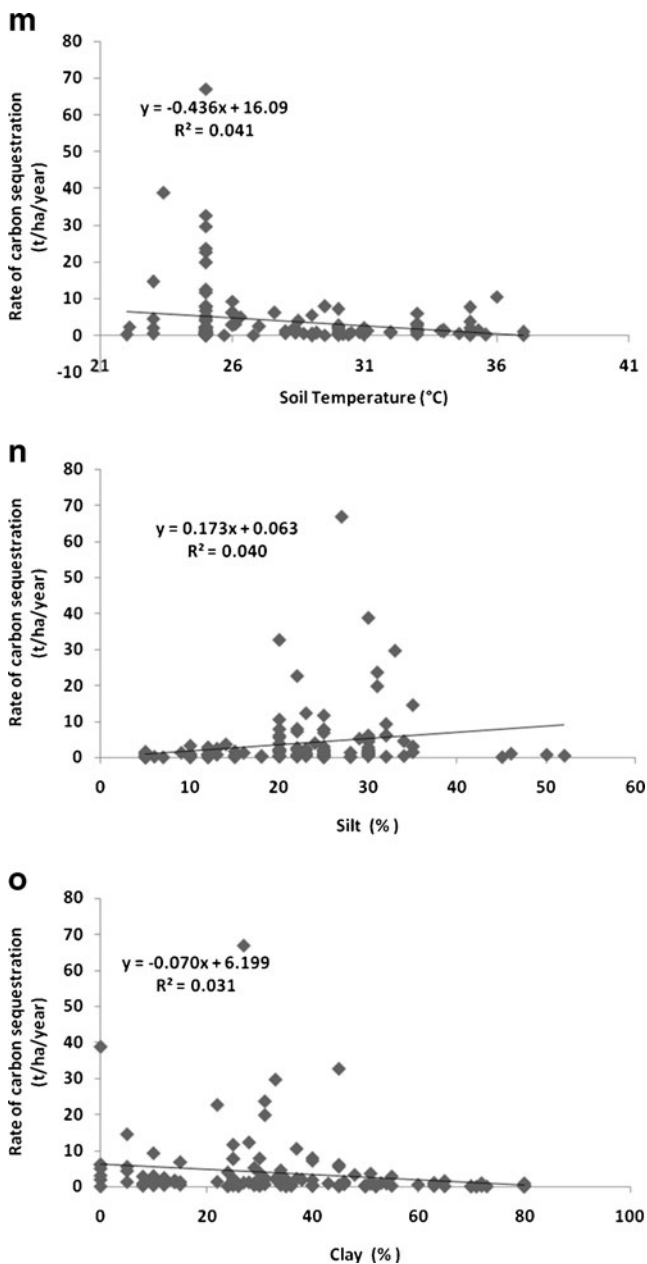 m
80
70
60
50
40
30
20
10
0
-10
y = -0.436x + 16.09
R² = 0.041
Rate of carbon sequestration
(t/ha/year)
21 26 31 36 41
Soil Temperature (°C)
n
80
70
60
50
40
30
20
10
0
y = 0.173x + 0.063
R² = 0.040
Rate of carbon sequestration
(t/ha/year)
0 10 20 30 40 50 60
Silt (%)
o
80
70
60
50
40
30
20
10
0
y = -0.070x + 6.199
R² = 0.031
Rate of carbon sequestration
(t/ha/year)
0 20 40 60 80 100
Clay (%)